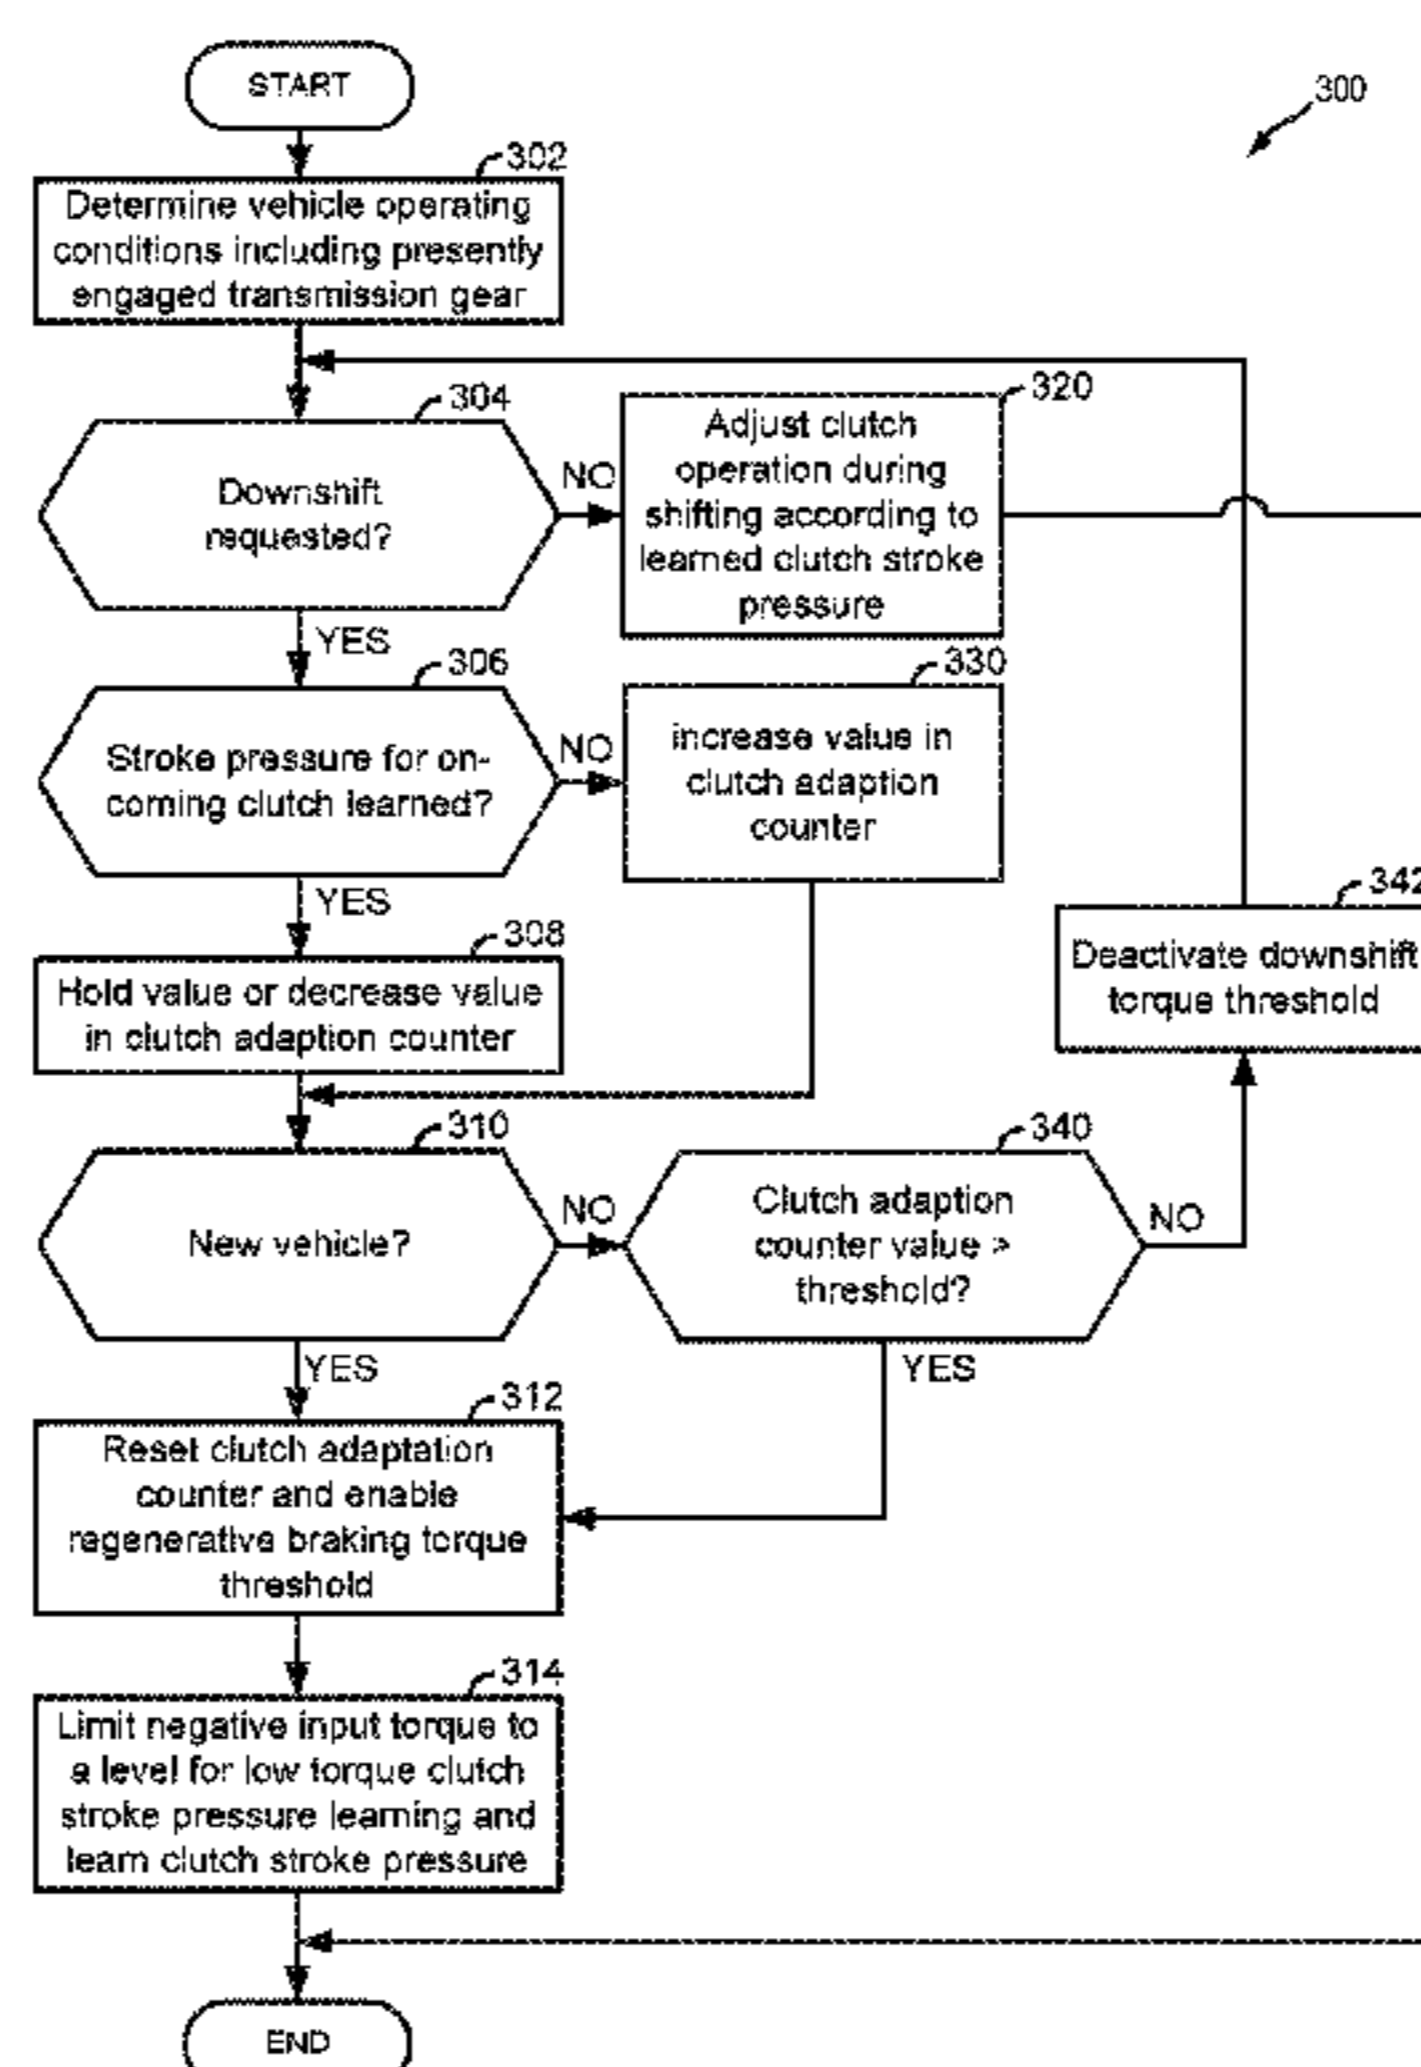 START
300
302
Determine vehicle operating
conditions including presently
engaged transmission gear
304
Downshift
requested?
NO
320
Adjust clutch
operation during
shifting according to
learned clutch stroke
pressure
YES
306
Stroke pressure for on-
coming clutch learned?
NO
330
increase value in
clutch adaption
counter
YES
308
Hold value or decrease value
in clutch adaption counter
342
Deactivate downshift
torque threshold
310
New vehicle?
NO
340
Clutch adaption
counter value >
threshold?
NO
YES
YES
312
Reset clutch adaptation
counter and enable
regenerative braking torque
threshold
314
Limit negative input torque to
a level for low torque clutch
stroke pressure learning and
learn clutch stroke pressure
END